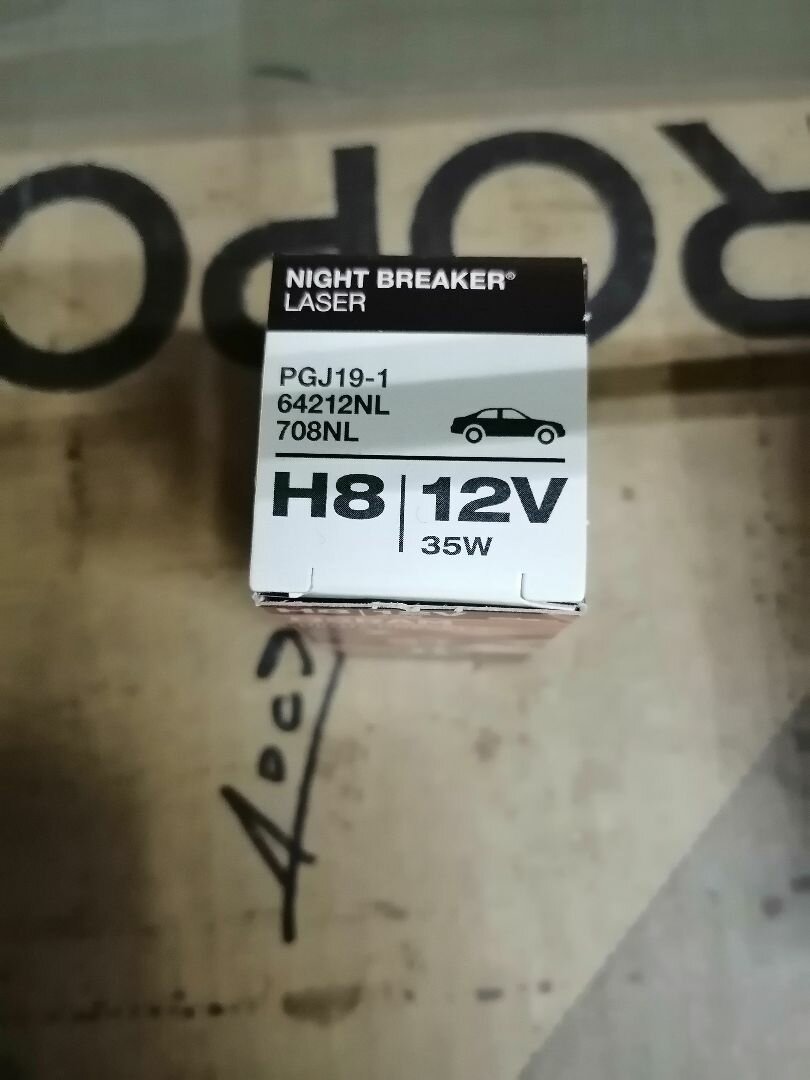 NIGHT BREAKER®
LASER
PGJ19-1
64212NL
708NL
H8 12V
35W